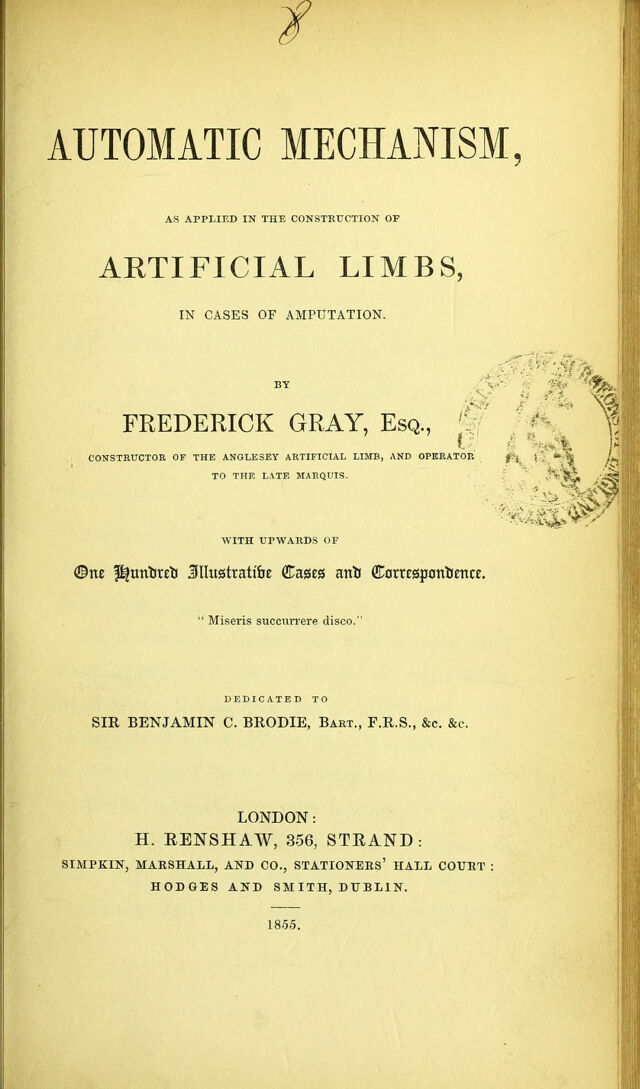 8
AUTOMATIC MECHANISM,
AS APPLIED IN THE CONSTRUCTION OF
ARTIFICIAL LIMBS,
IN CASES OF AMPUTATION.
BY
FREDERICK GRAY, Esq.,
CONSTRUCTOR OF THE ANGLESEY ARTIFICIAL LIMB, AND OPERATOR
TO THE LATE MARQUIS.
WITH UPWARDS OF
One Hundred Illustrative Cases and Correspondence.
“ Miseris succurrere disco.”
DEDICATED TO
SIR BENJAMIN C. BRODIE, Bart., F.R.S., &c. &c.
LONDON:
H. RENSHAW, 356, STRAND:
SIMPKIN, MARSHALL, AND CO., STATIONERS’ HALL COURT:
HODGES AND SMITH, DUBLIN.
1855.
SURGEONS
ENGLAND